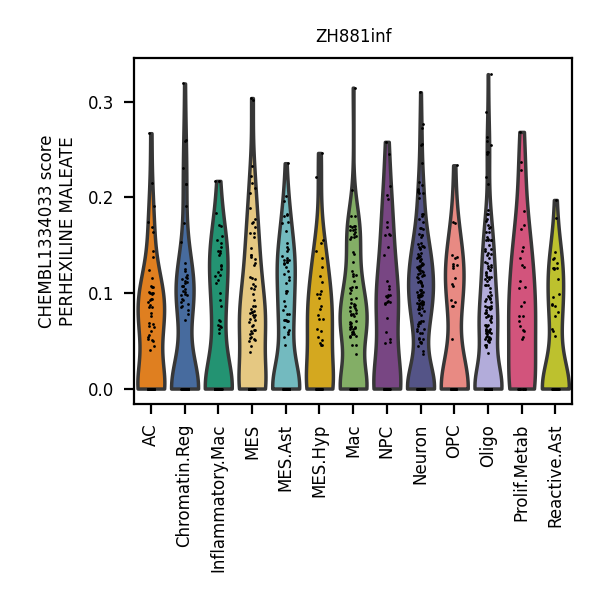 ZH881inf
CHEMBL1334033 score
PERHEXILINE MALEATE
0.3
0.2
0.1
0.0
AC
Chromatin.Reg
Inflammatory.Mac
MES
MES.Ast
MES.Hyp
Mac
NPC
Neuron
OPC
Oligo
Prolif.Metab
Reactive.Ast